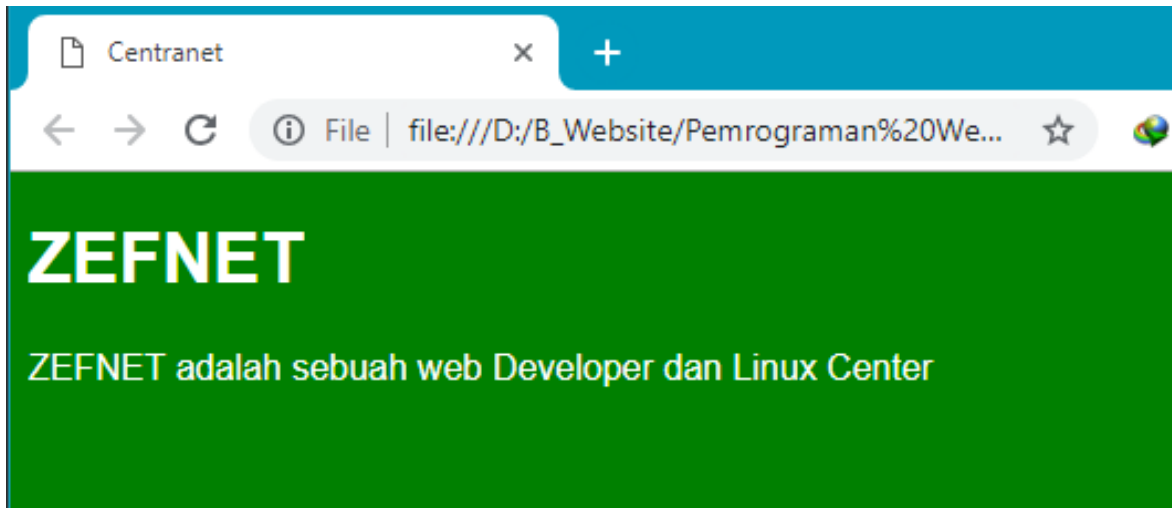 Centranet
File file:///D:/B_Website/Pemrograman%20We...
ZEFNET
ZEFNET adalah sebuah web Developer dan Linux Center